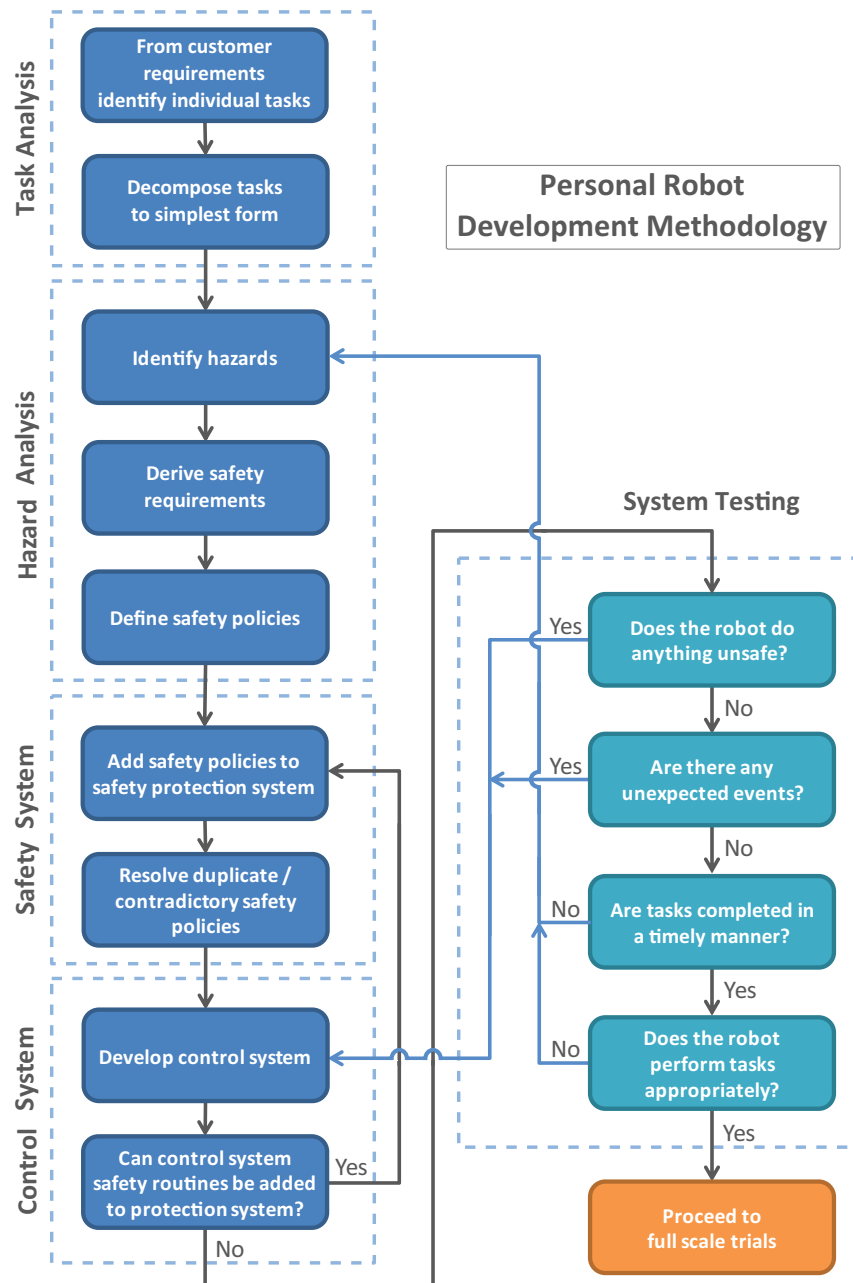 Task Analysis
From customer
requirements
identify individual tasks
Decompose tasks
to simplest form
Personal Robot
Development Methodology
Hazard Analysis
Identify hazards
Derive safety
requirements
Define safety policies
Safety System
Add safety policies to
safety protection system
Resolve duplicate /
contradictory safety
policies
Control System
Develop control system
Can control system
safety routines be added
to protection system?
Yes
No
System Testing
Does the robot do
anything unsafe?
Yes
No
Are there any
unexpected events?
Yes
No
Are tasks completed in
a timely manner?
No
Yes
Does the robot
perform tasks
appropriately?
No
Yes
Proceed to
full scale trials